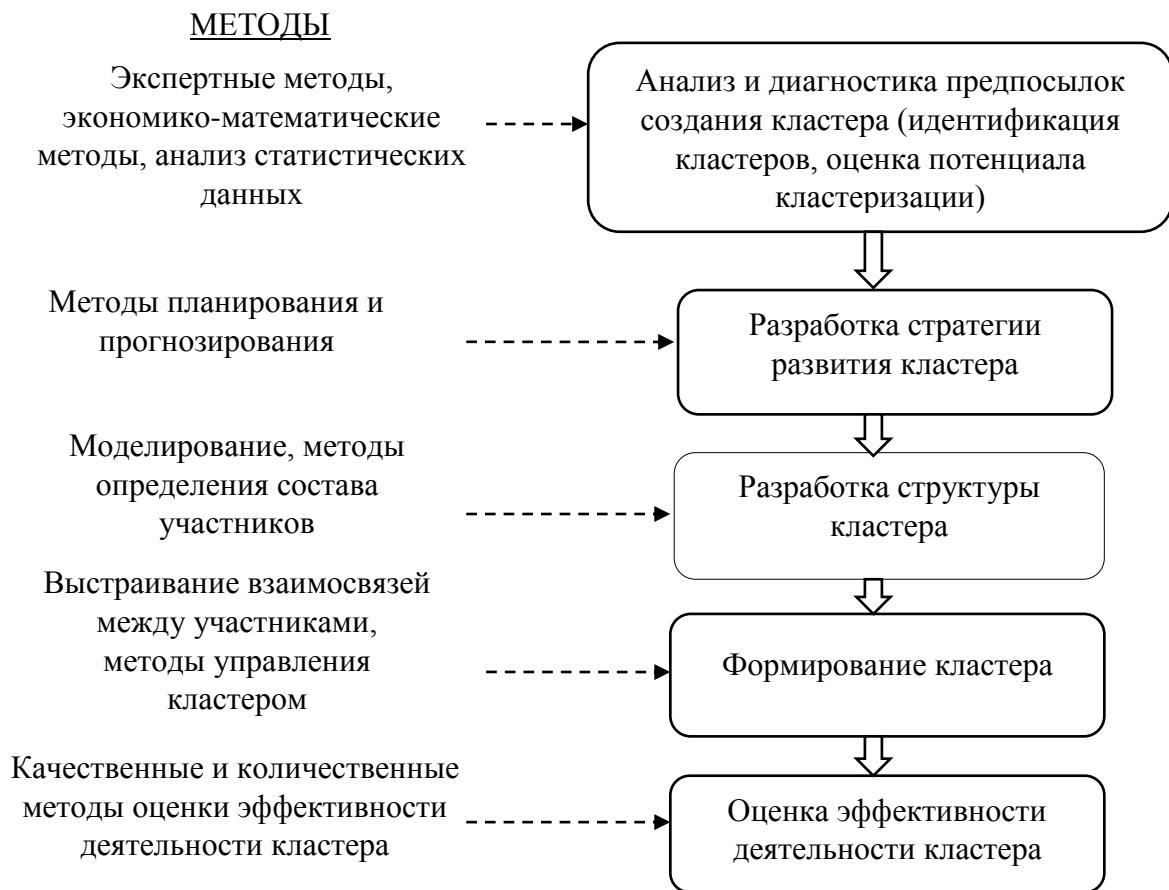 МЕТОДЫ
Экспертные методы,
экономико-математические
методы, анализ статистических
данных
Анализ и диагностика предпосылок
создания кластера (идентификация
кластеров, оценка потенциала
кластеризации)
Методы планирования и
прогнозирования
Разработка стратегии
развития кластера
Моделирование, методы
определения состава
участников
Разработка структуры
кластера
Выстраивание взаимосвязей
между участниками,
методы управления
кластером
Формирование кластера
Качественные и количественные
методы оценки эффективности
деятельности кластера
Оценка эффективности
деятельности кластера